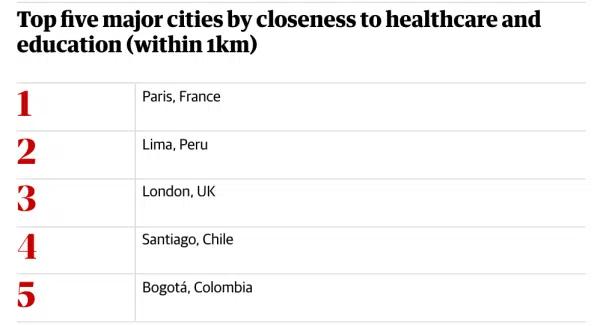 Top five major cities by closeness to healthcare and
education (within 1km)
1 Paris, France
2 Lima, Peru
3 London, UK
4 Santiago, Chile
5 Bogotá, Colombia